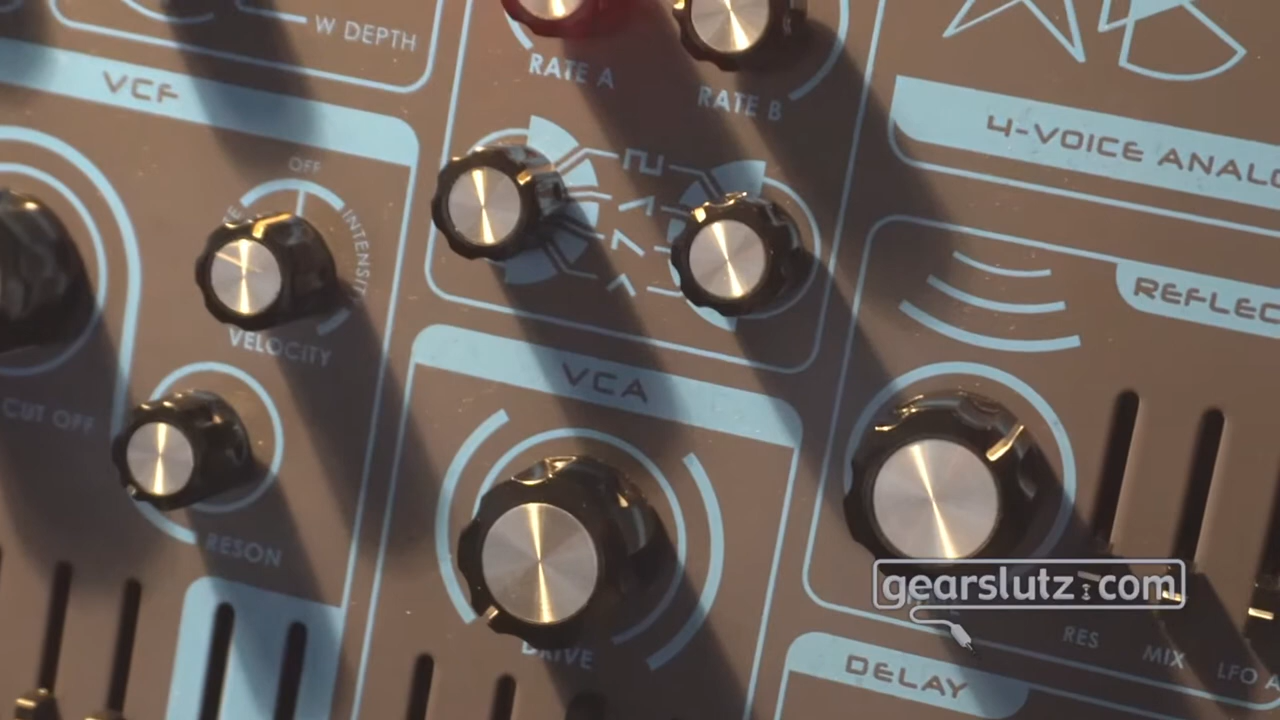 W DEPTH
RATE A
RATE B
VCF
4-VOICE ANALO
OFF
INTENSIT
REFLEC
VELOCITY
VCA
CUT OFF
RESON
gearslutz.com
DRIVE
RES
MIX
LFO A
DELAY